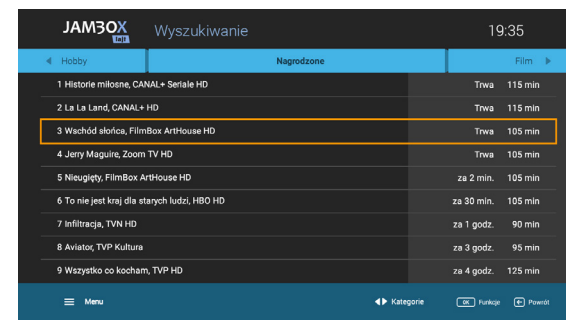 JAMBOX Wyszukiwanie 19:35
lajt
Hobby Nagrodzone Film
1 Historie miłosne, CANAL+ Seriale HD Trwa 115 min
2 La La Land, CANAL+ HD Trwa 115 min
3 Wschód słońca, FilmBox ArtHouse HD Trwa 105 min
4 Jerry Maguire, Zoom TV HD Trwa 105 min
5 Nieugięty, FilmBox ArtHouse HD za 2 min. 105 min
6 To nie jest kraj dla starych ludzi, HBO HD za 30 min. 105 min
7 Infiltracja, TVN HD za 1 godz. 90 min
8 Aviator, TVP Kultura za 3 godz. 95 min
9 Wszystko co kocham, TVP HD za 4 godz. 125 min
Menu Kategorie OK Funkcje Powrót